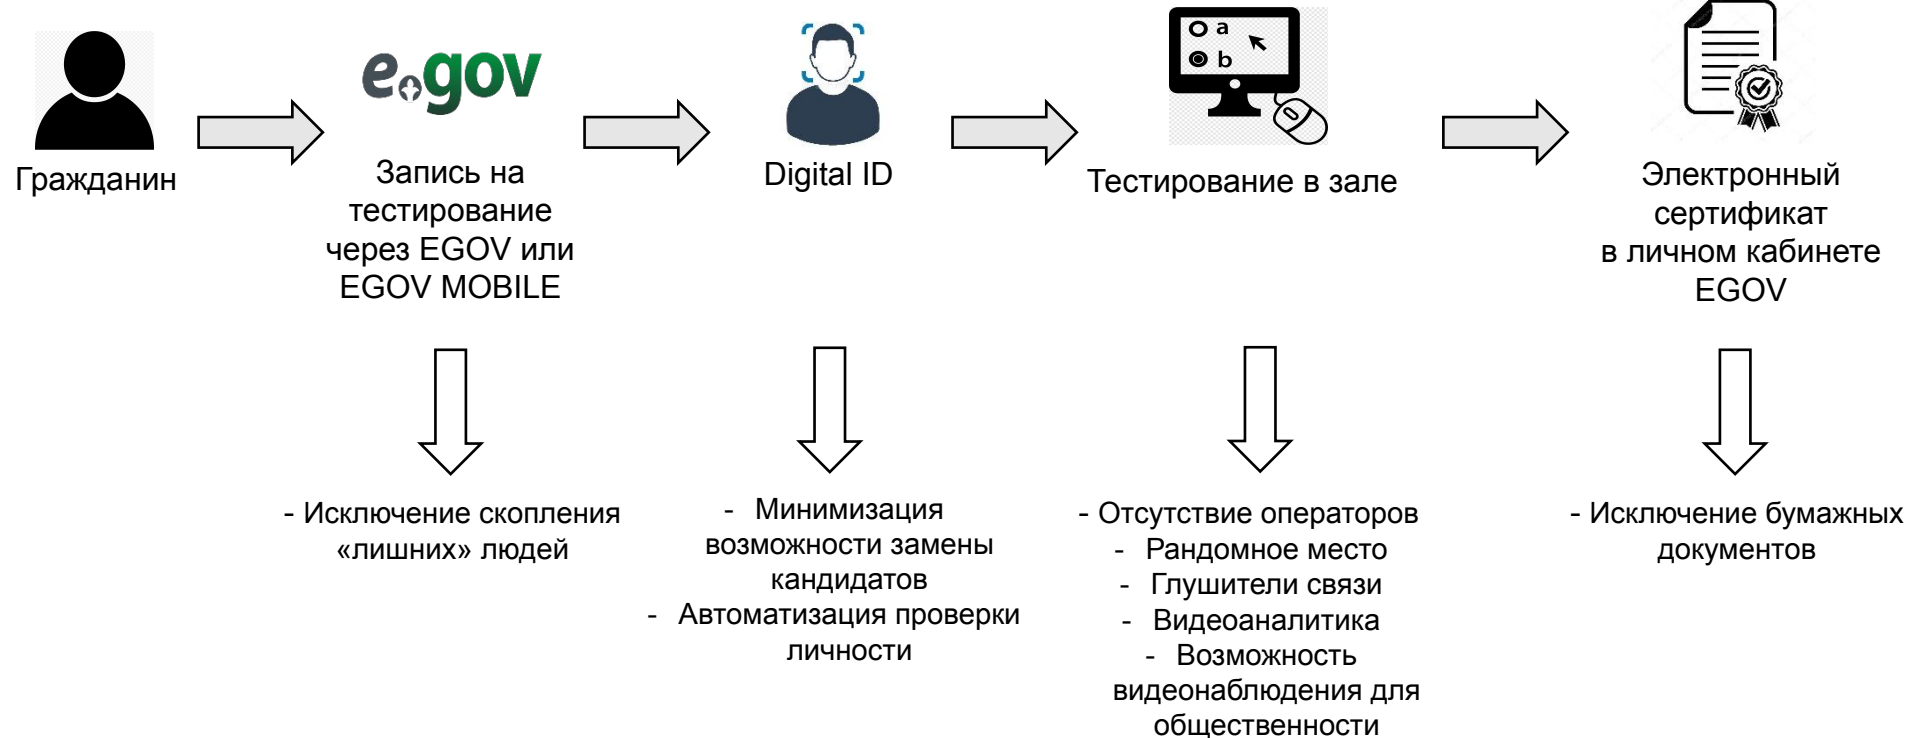 Гражданин
e.gov
Запись на
тестирование
через EGOV или
EGOV MOBILE
Digital ID
a
b
Тестирование в зале
Электронный
сертификат
в личном кабинете
EGOV
- Исключение скопления
«лишних» людей
- Минимизация
возможности замены
кандидатов
- Автоматизация проверки
личности
- Отсутствие операторов
- Рандомное место
- Глушители связи
- Видеоаналитика
- Возможность
видеонаблюдения для
общественности
- Исключение бумажных
документов